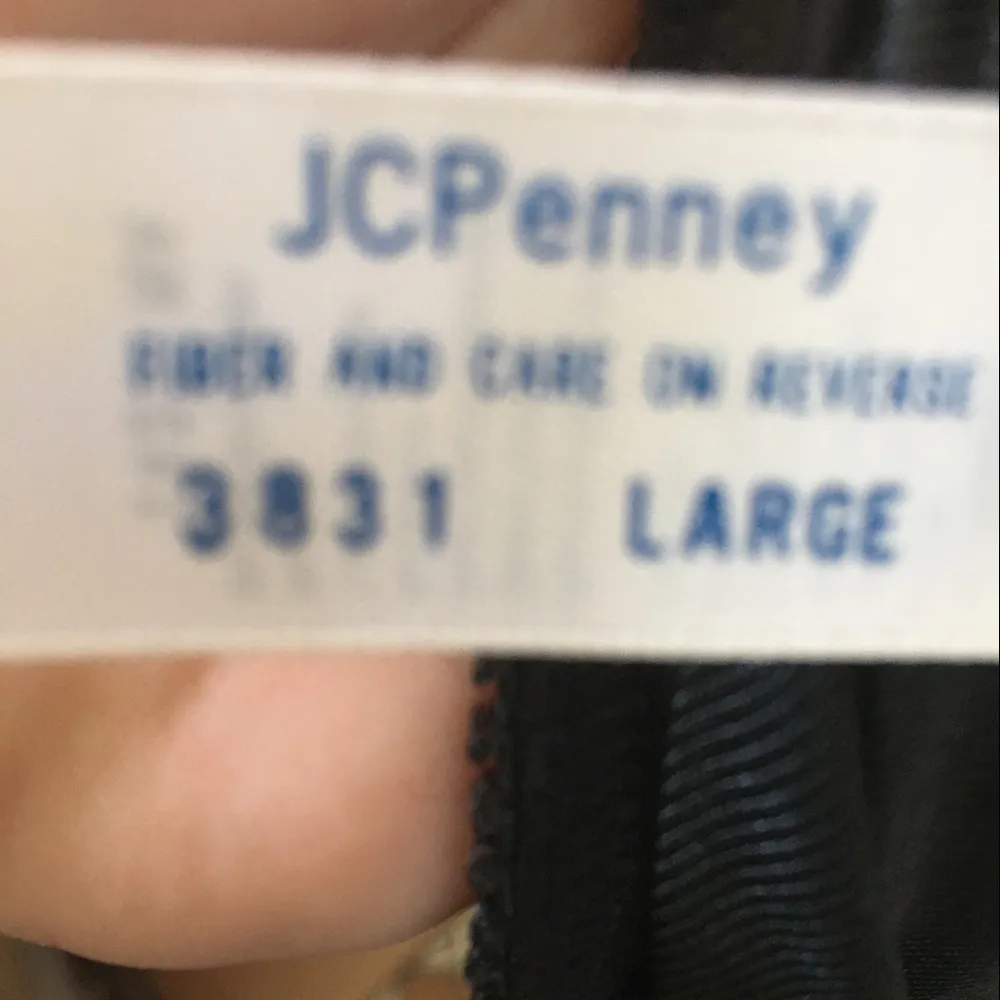 JCPenney
FIBER AND CARE ON REVERSE
3831 LARGE